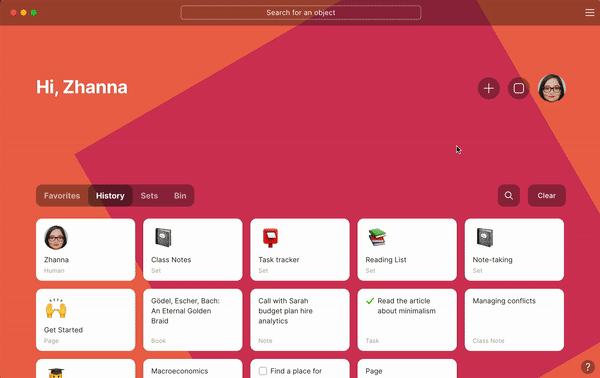 Search for an object
Hi, Zhanna
Favorites History Sets Bin
Clear
Zhanna
Human
Class Notes
Set
Task tracker
Set
Reading List
Set
Note-taking
Set
Get Started
Page
Gödel, Escher, Bach:
An Eternal Golden
Braid
Book
Call with Sarah
budget plan hire
analytics
Note
Read the article
about minimalism
Task
Managing conflicts
Class Note
Macroeconomics
Find a place for
Page
?